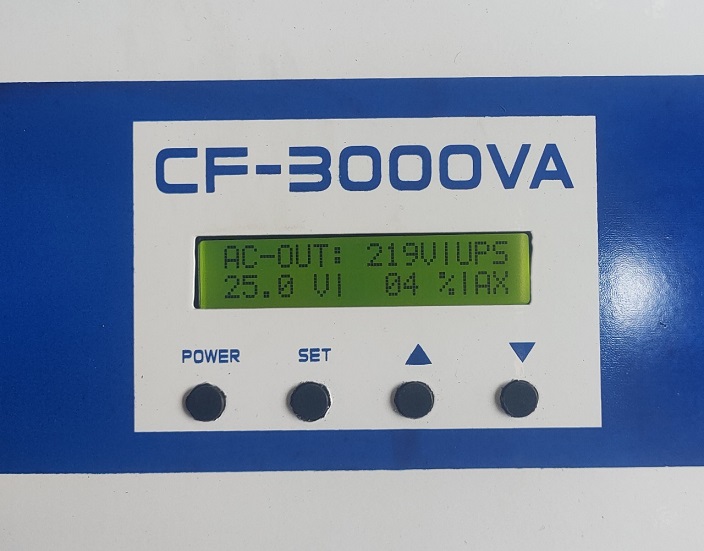 CF-3000VA
AC-OUT: 219V|UPS
25.0 V| 04 %|AX
POWER SET ▲ ▼